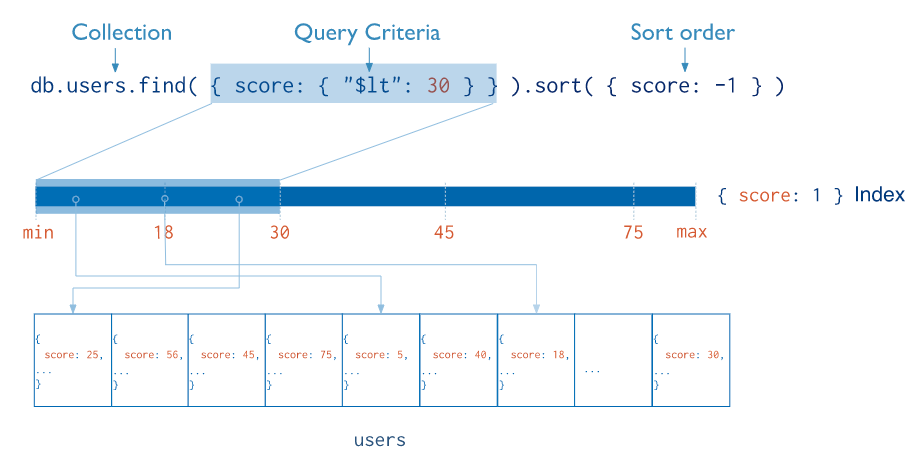 Collection Query Criteria Sort order
db.users.find( { score: { "$lt": 30 } } ).sort( { score: -1 } )
{ score: 1 } Index
min 18 30 45 75 max
{ { { { { { { {
score: 25, score: 56, score: 45, score: 75, score: 5, score: 40, score: 18, score: 30,
... ... ... ... ... ... ... ... ...
} } } } } } } }
users